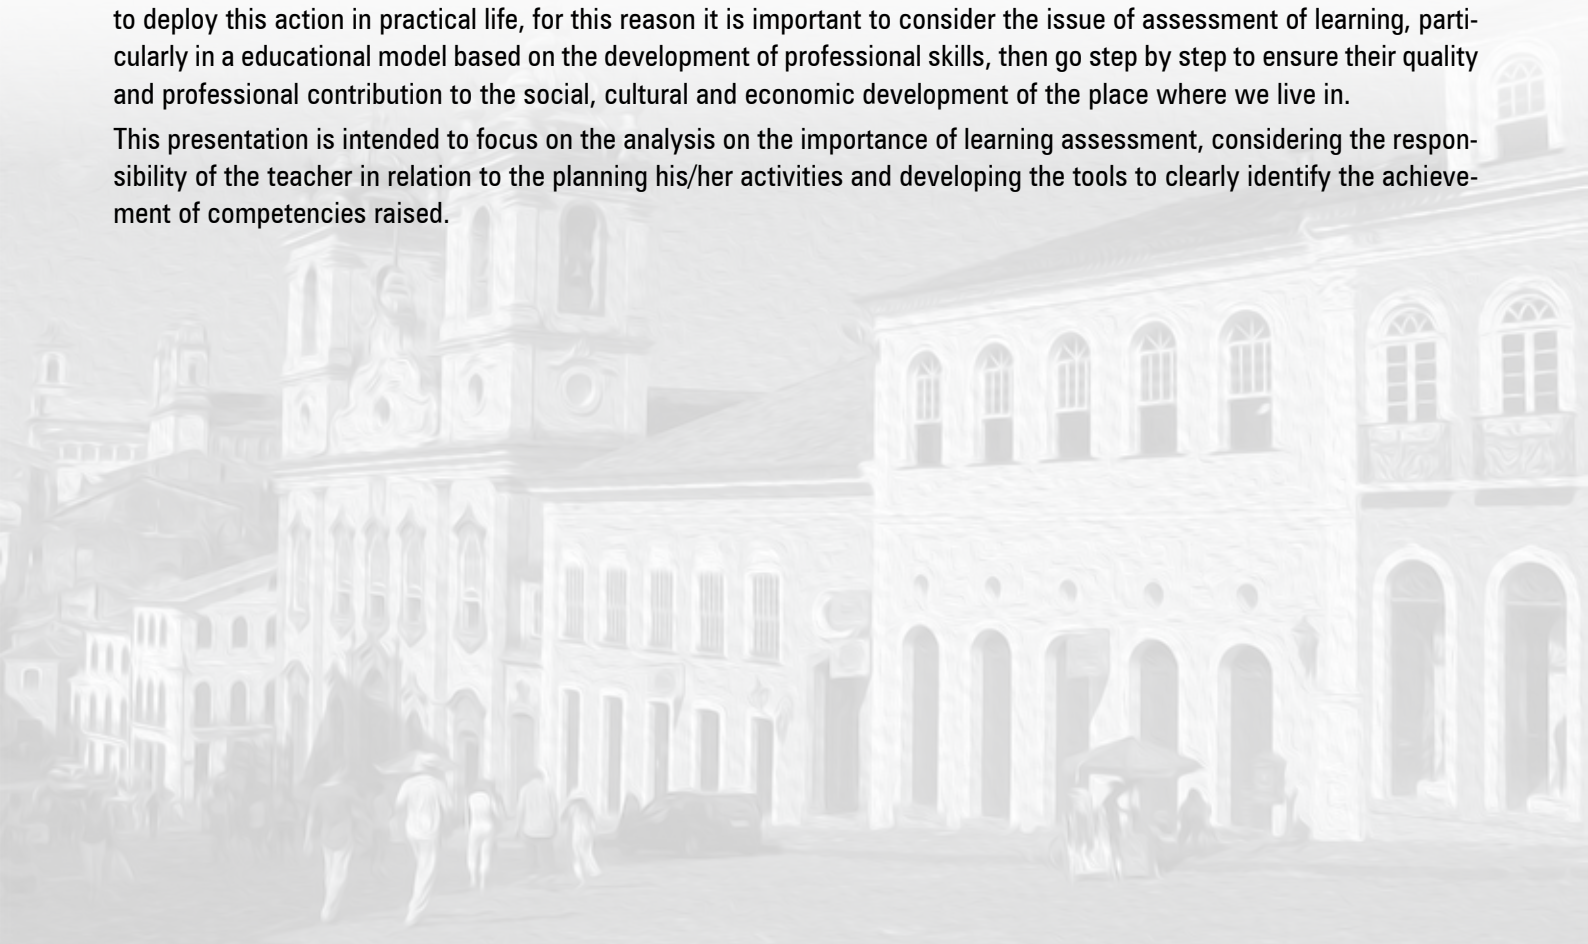 to deploy this action in practical life, for this reason it is important to consider the issue of assessment of learning, parti-
cularly in a educational model based on the development of professional skills, then go step by step to ensure their quality
and professional contribution to the social, cultural and economic development of the place where we live in.
This presentation is intended to focus on the analysis on the importance of learning assessment, considering the respon-
sibility of the teacher in relation to the planning his/her activities and developing the tools to clearly identify the achieve-
ment of competencies raised.